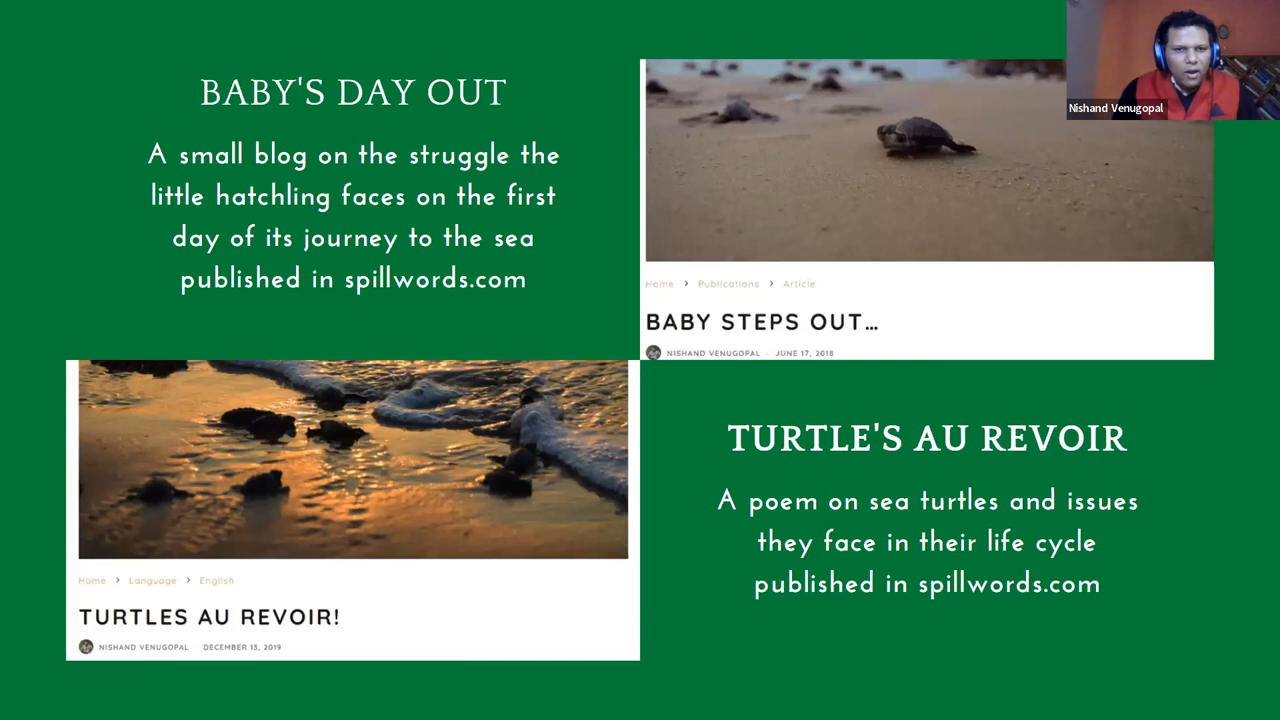 BABY'S DAY OUT
A small blog on the struggle the
little hatchling faces on the first
day of its journey to the sea
published in spillwords.com
Nishand Venugopal
Home > Publications > Article
BABY STEPS OUT...
NISHAND VENUGOPAL - JUNE 17, 2018
Home > Language > English
TURTLES AU REVOIR!
NISHAND VENUGOPAL DECEMBER 13, 2019
TURTLE'S AU REVOIR
A poem on sea turtles and issues
they face in their life cycle
published in spillwords.com